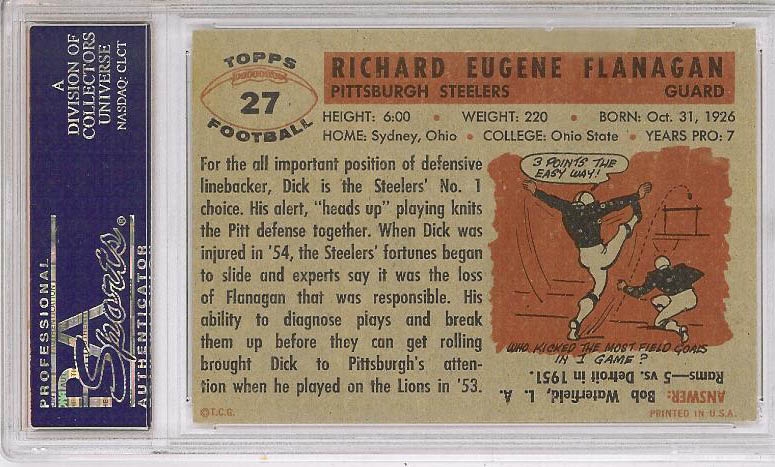 A
DIVISION OF
COLLECTORS
UNIVERSE
NASDAQ: CLCT
PROFESSIONAL
Sports®
AUTHENTICATOR
TOPPS
27
FOOTBALL
RICHARD EUGENE FLANAGAN
PITTSBURGH STEELERS GUARD
HEIGHT: 6:00 • WEIGHT: 220 • BORN: Oct. 31, 1926
HOME: Sydney, Ohio • COLLEGE: Ohio State • YEARS PRO: 7
For the all important position of defensive
linebacker, Dick is the Steelers' No. 1
choice. His alert, "heads up" playing knits
the Pitt defense together. When Dick was
injured in '54, the Steelers' fortunes began
to slide and experts say it was the loss
of Flanagan that was responsible. His
ability to diagnose plays and break
them up before they can get rolling
brought Dick to Pittsburgh's atten-
tion when he played on the Lions in '53.
©T.C.G.
3 POINTS THE
EASY WAY!
WHO KICKED THE MOST FIELD GOALS
IN 1 GAME?
ANSWER: Bob Waterfield, L. A.
Rams—5 vs. Detroit in 1951.
PRINTED IN U.S.A.